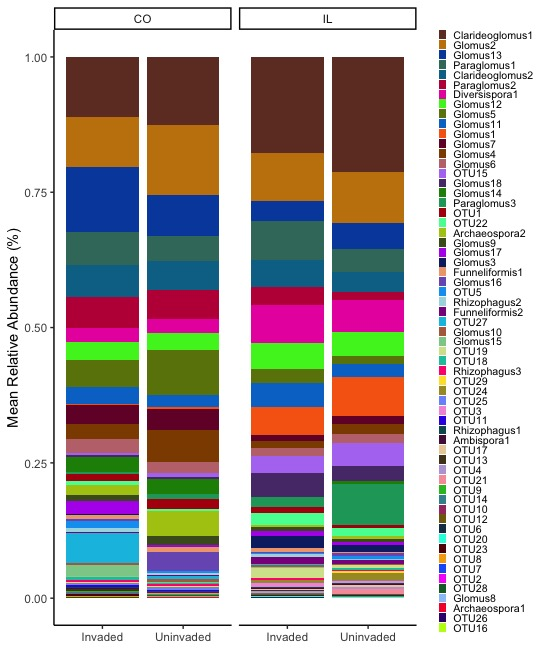 CO
IL
Mean Relative Abundance (%)
1.00
0.75
0.50
0.25
0.00
Invaded
Uninvaded
Invaded
Uninvaded
Clarideoglomus1
Glomus2
Glomus13
Paraglomus1
Clarideoglomus2
Paraglomus2
Diversispora1
Glomus12
Glomus5
Glomus11
Glomus1
Glomus7
Glomus4
Glomus6
OTU15
Glomus18
Glomus14
Paraglomus3
OTU1
OTU22
Archaeospora2
Glomus9
Glomus17
Glomus3
Funneliformis1
Glomus16
OTU5
Rhizophagus2
Funneliformis2
OTU27
Glomus10
Glomus15
OTU19
OTU18
Rhizophagus3
OTU29
OTU24
OTU25
OTU3
OTU11
Rhizophagus1
Ambispora1
OTU17
OTU13
OTU4
OTU21
OTU9
OTU14
OTU10
OTU12
OTU6
OTU20
OTU23
OTU8
OTU7
OTU2
OTU28
Glomus8
Archaeospora1
OTU26
OTU16